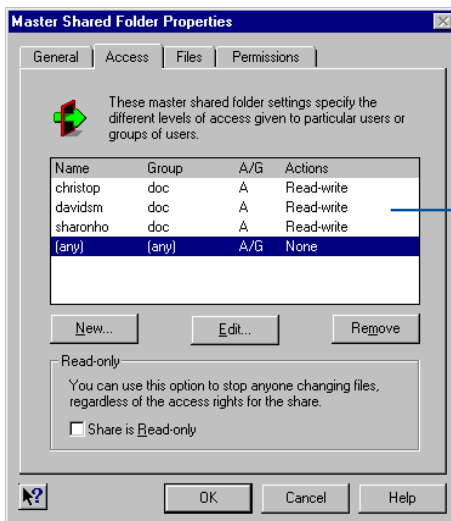 Master Shared Folder Properties
General Access Files Permissions
These master shared folder settings specify the
different levels of access given to particular users or
groups of users.
Name Group A/G Actions
christop doc A Read-write
davidsm doc A Read-write
sharonho doc A Read-write
(any) (any) A/G None
New... Edit... Remove
Read-only
You can use this option to stop anyone changing files,
regardless of the access rights for the share.
Share is Read-only
OK Cancel Help